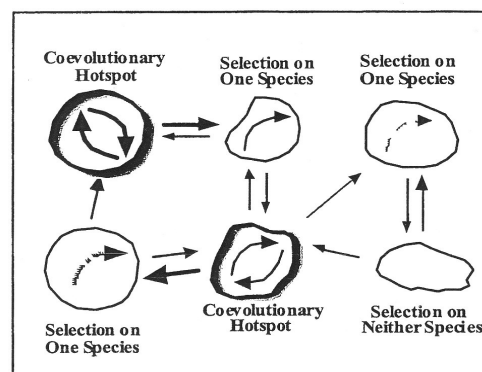 Coevolutionary
Hotspot
Selection on
One Species
Selection on
One Species
Selection on
One Species
Coevolutionary
Hotspot
Selection on
Neither Species